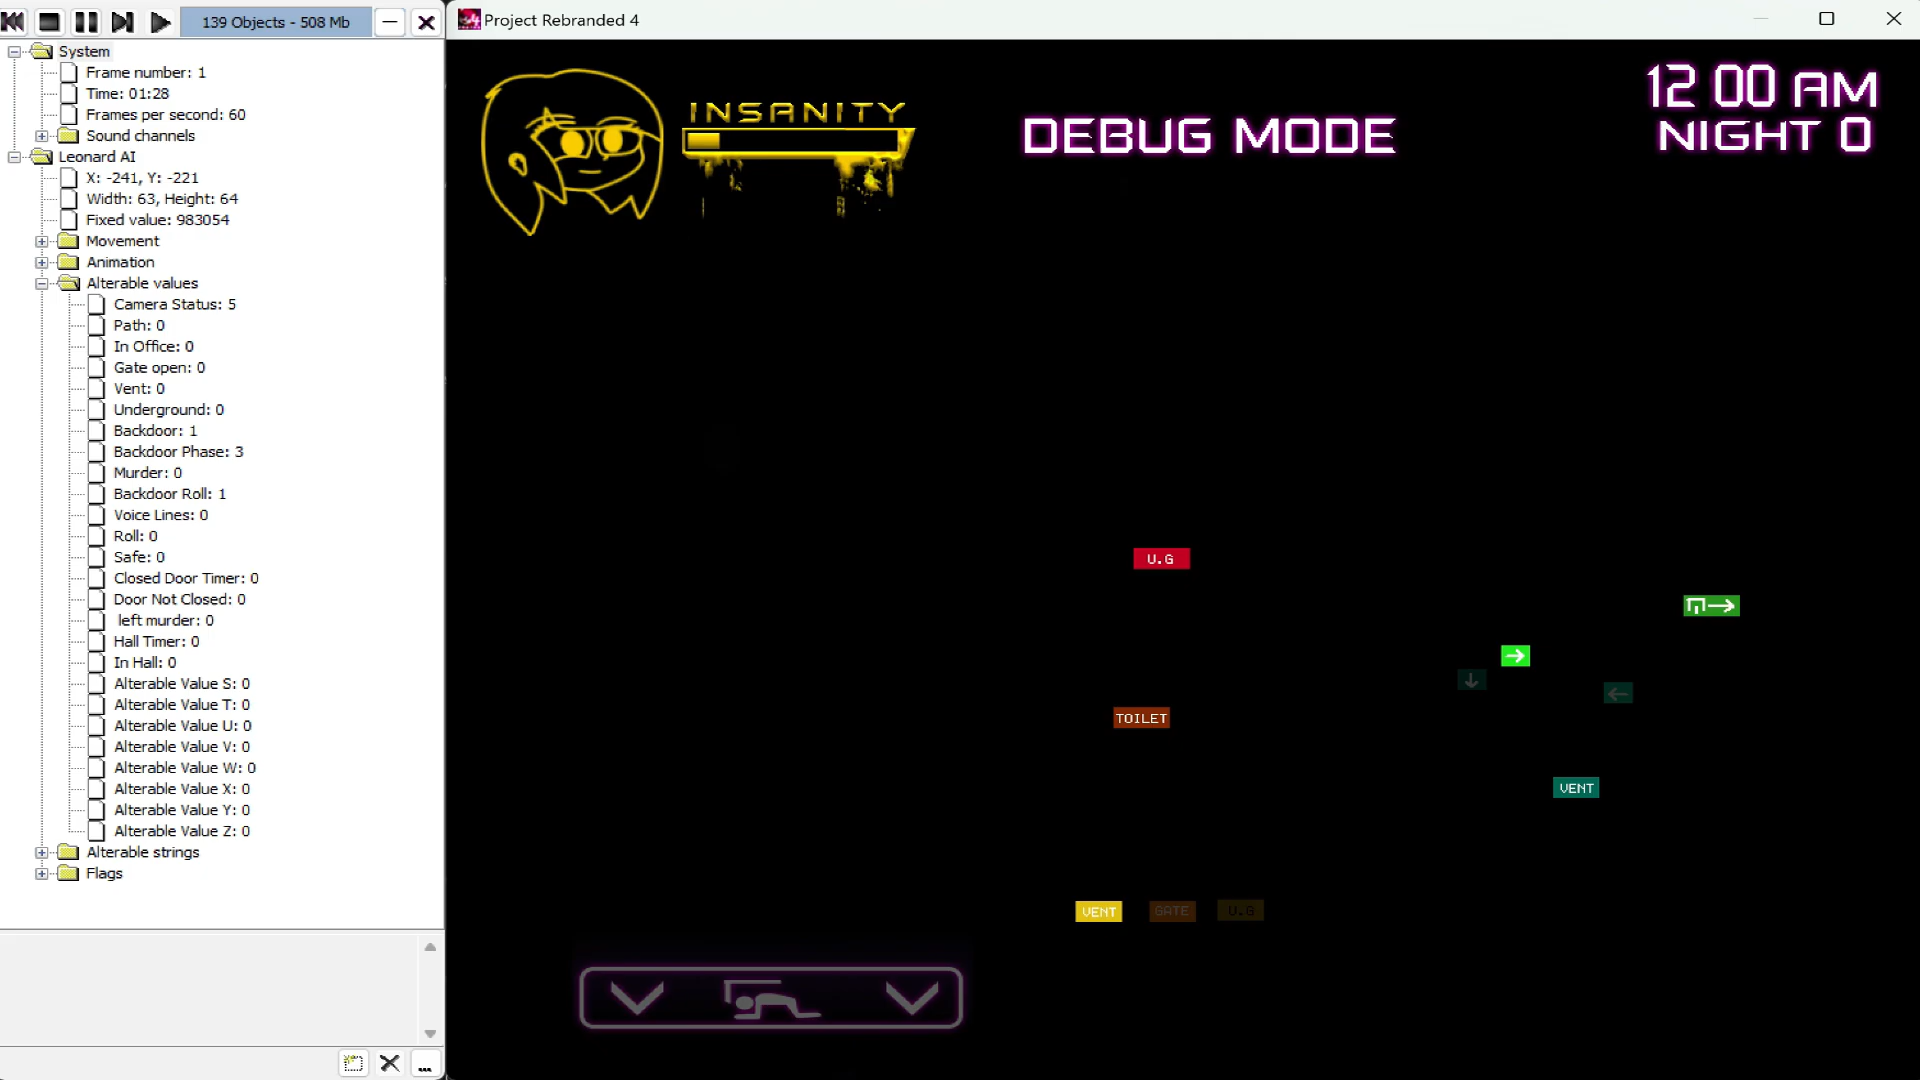 139 Objects - 508 Mb
Project Rebranded 4
System
Frame number: 1
Time: 01:28
Frames per second: 60
Sound channels
Leonard AI
X: -241, Y: -221
Width: 63, Height: 64
Fixed value: 983054
Movement
Animation
Alterable values
Camera Status: 5
Path: 0
In Office: 0
Gate open: 0
Vent: 0
Underground: 0
Backdoor: 1
Backdoor Phase: 3
Murder: 0
Backdoor Roll: 1
Voice Lines: 0
Roll: 0
Safe: 0
Closed Door Timer: 0
Door Not Closed: 0
left murder: 0
Hall Timer: 0
In Hall: 0
Alterable Value S: 0
Alterable Value T: 0
Alterable Value U: 0
Alterable Value V: 0
Alterable Value W: 0
Alterable Value X: 0
Alterable Value Y: 0
Alterable Value Z: 0
Alterable strings
Flags
...
INSANITY
DEBUG MODE
12 00 AM
NIGHT 0
U.G
TOILET
VENT
VENT
GATE
U.G